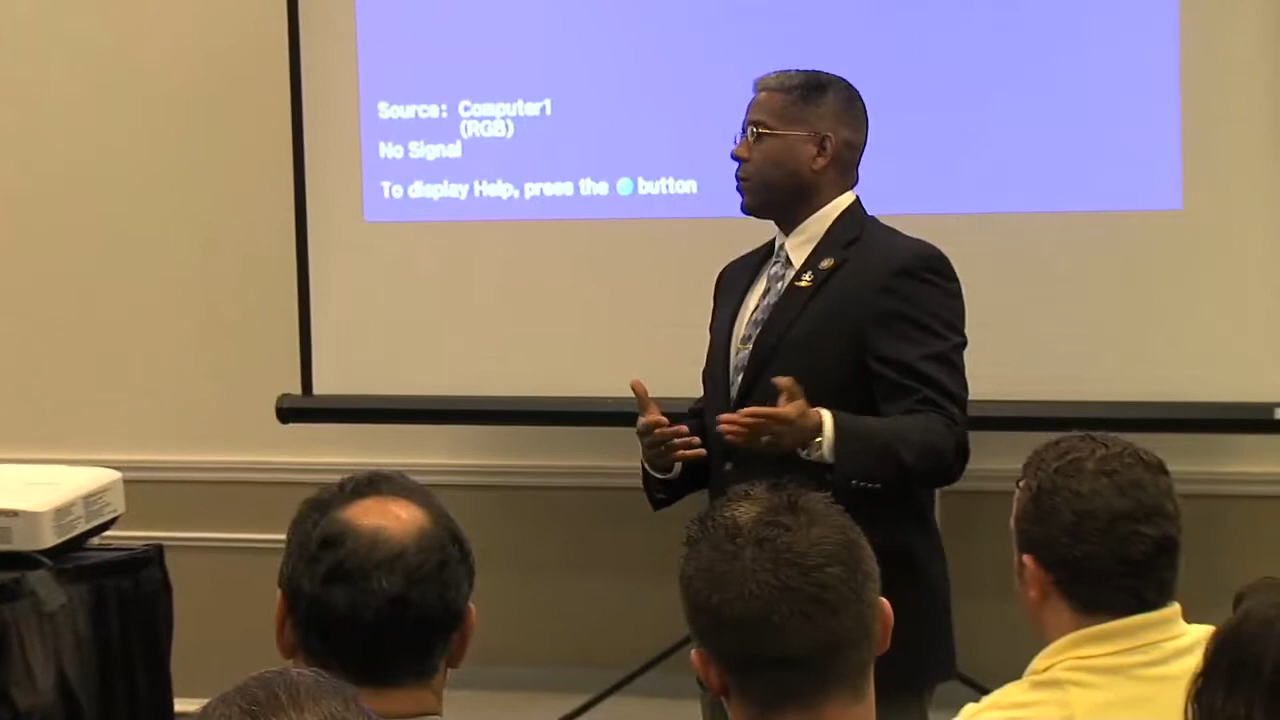 Source: Computer1
(RGB)
No Signal
To display Help, press the button